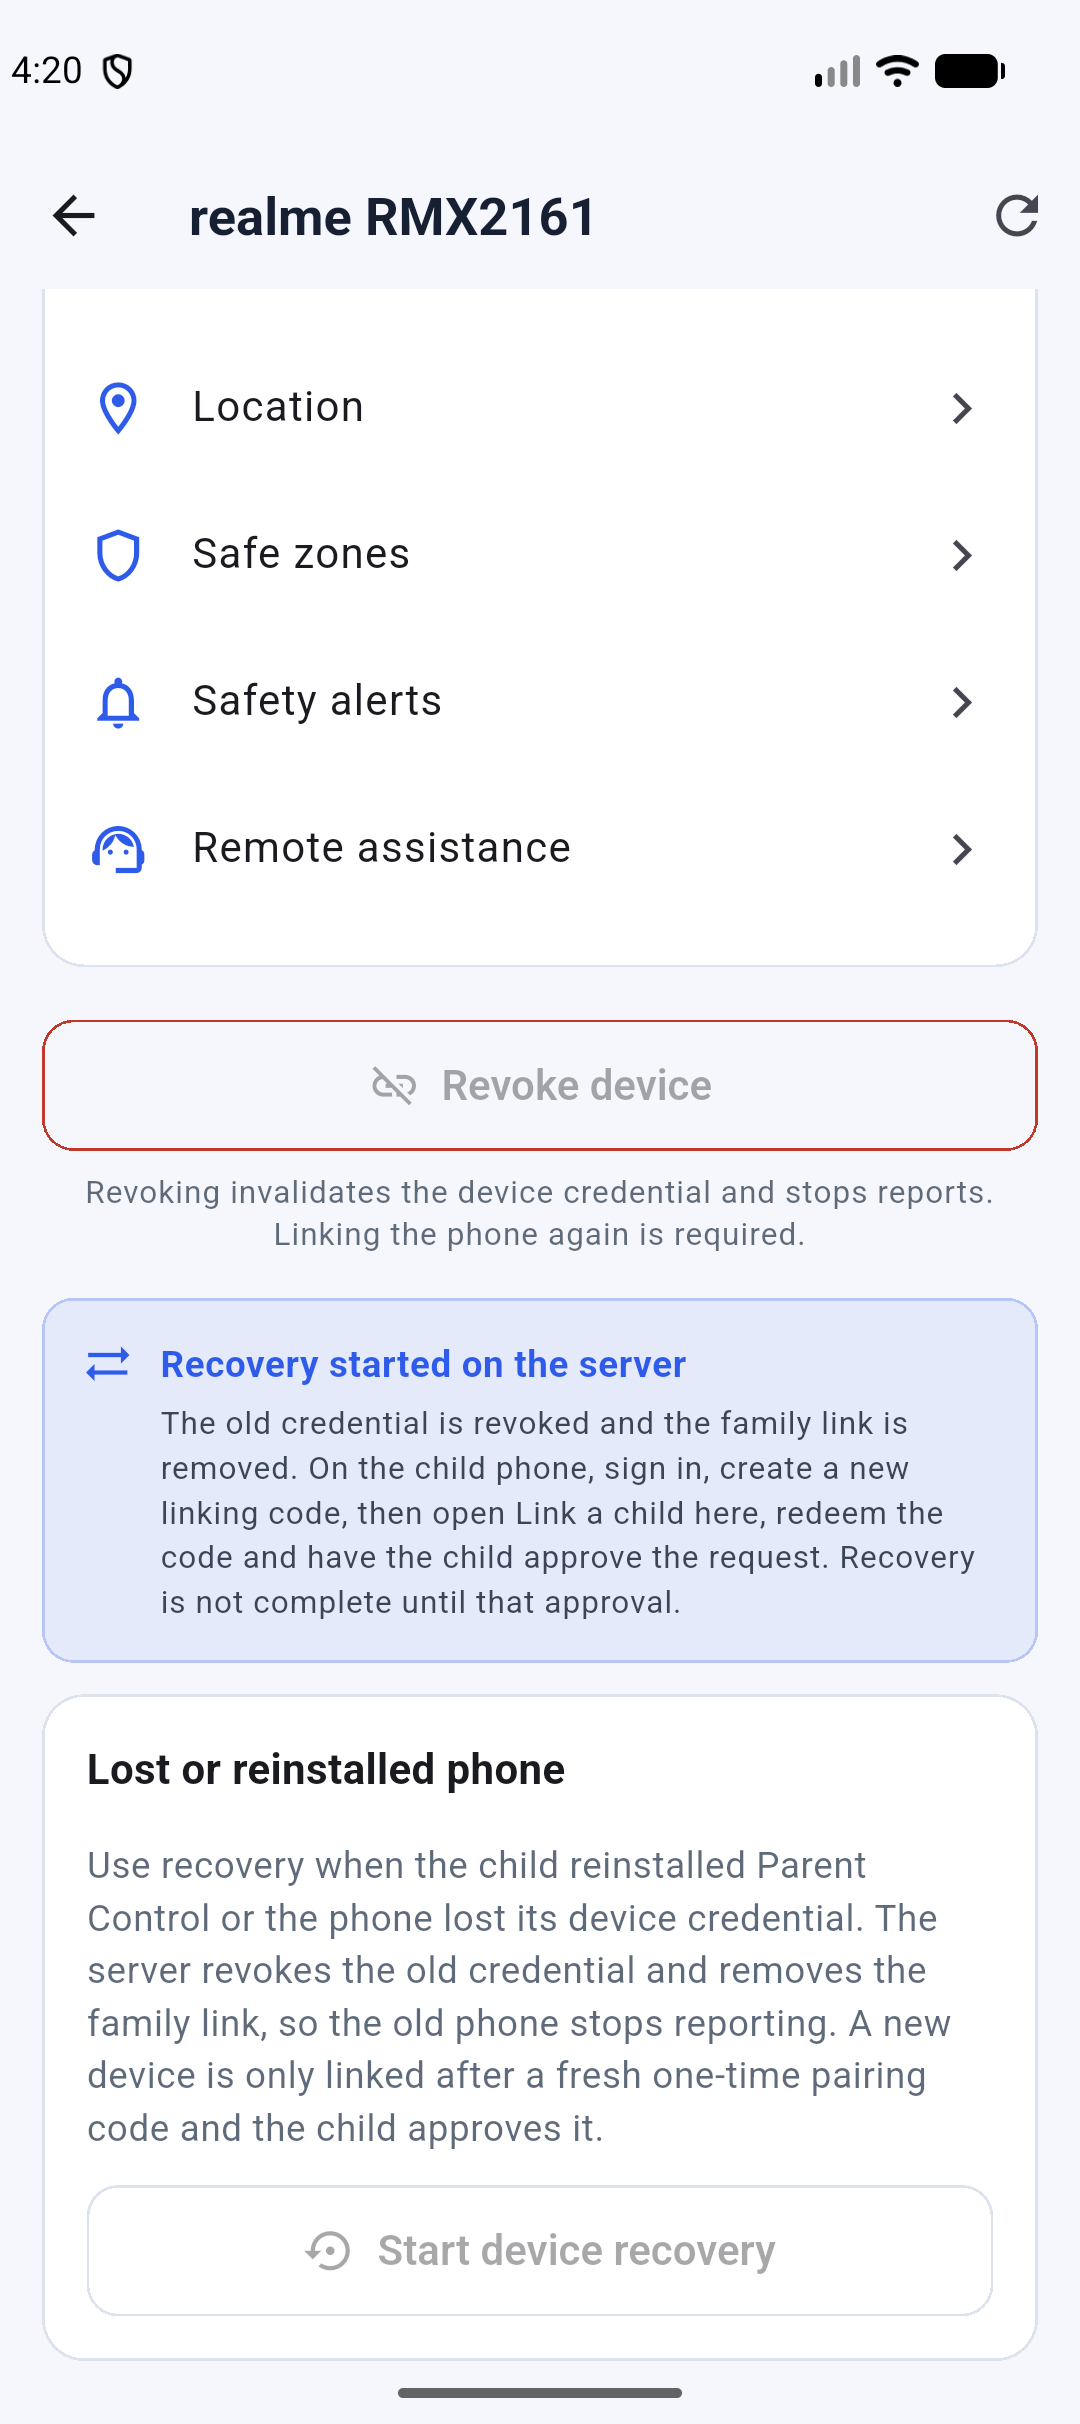 4:20
realme RMX2161
Location
Safe zones
Safety alerts
Remote assistance
Revoke device
Revoking invalidates the device credential and stops reports.
Linking the phone again is required.
Recovery started on the server
The old credential is revoked and the family link is
removed. On the child phone, sign in, create a new
linking code, then open Link a child here, redeem the
code and have the child approve the request. Recovery
is not complete until that approval.
Lost or reinstalled phone
Use recovery when the child reinstalled Parent
Control or the phone lost its device credential. The
server revokes the old credential and removes the
family link, so the old phone stops reporting. A new
device is only linked after a fresh one-time pairing
code and the child approves it.
Start device recovery